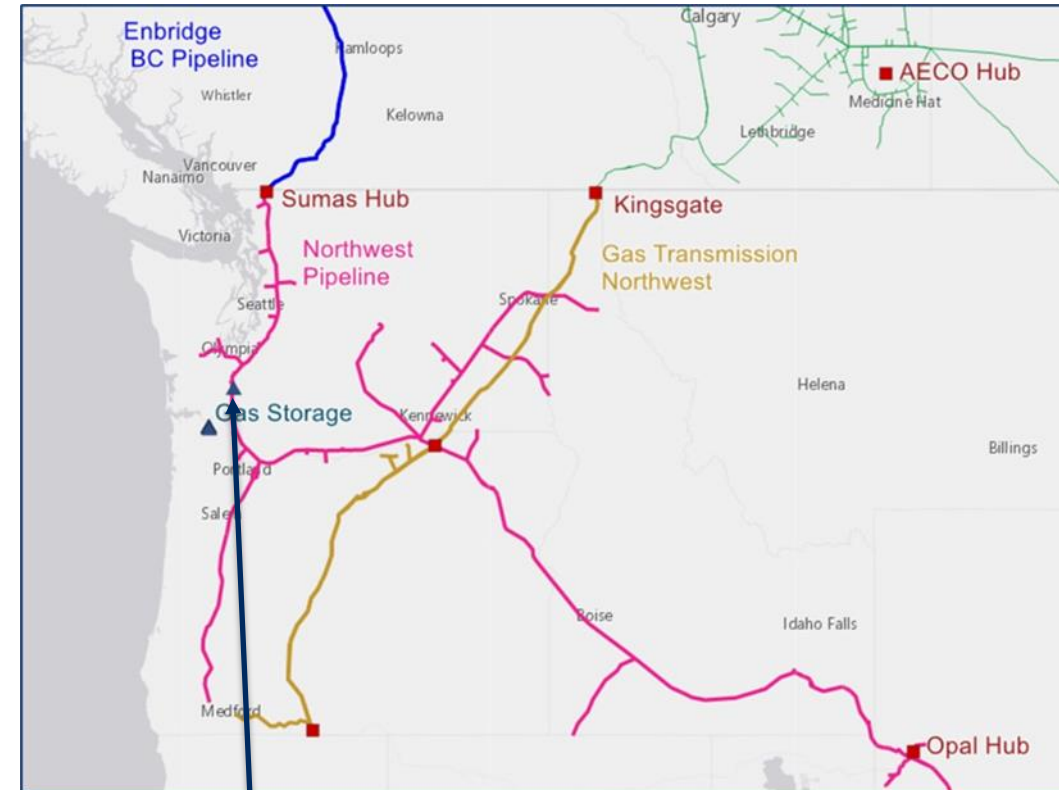 Calgary
Enbridge
BC Pipeline
Kamloops
AECO Hub
Whistler
Medicine Hat
Kelowna
Lethbridge
Vancouver
Nanaimo
Sumas Hub
Kingsgate
Victoria
Northwest
Pipeline
Gas Transmission
Northwest
Spokane
Seattle
Olympia
Helena
Gas Storage
Kennewick
Billings
Portland
Salem
Boise
Idaho Falls
Medford
Opal Hub